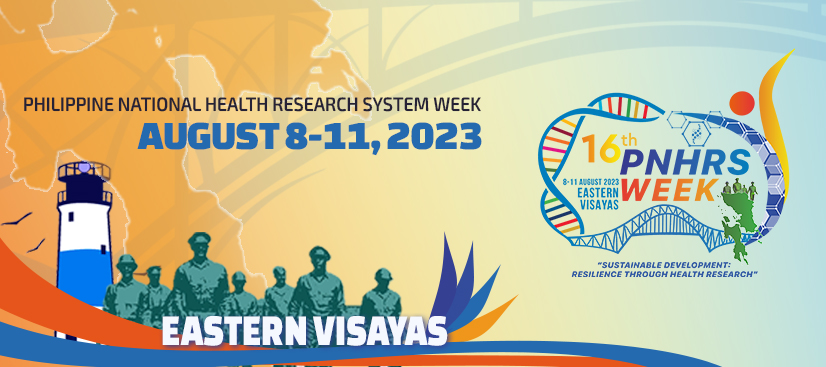 PHILIPPINE NATIONAL HEALTH RESEARCH SYSTEM WEEK
AUGUST 8-11, 2023
EASTERN VISAYAS
16th
PNHRS
8-11 AUGUST 2023
EASTERN
VISAYAS
WEEK
"SUSTAINABLE DEVELOPMENT:
RESILIENCE THROUGH HEALTH RESEARCH"